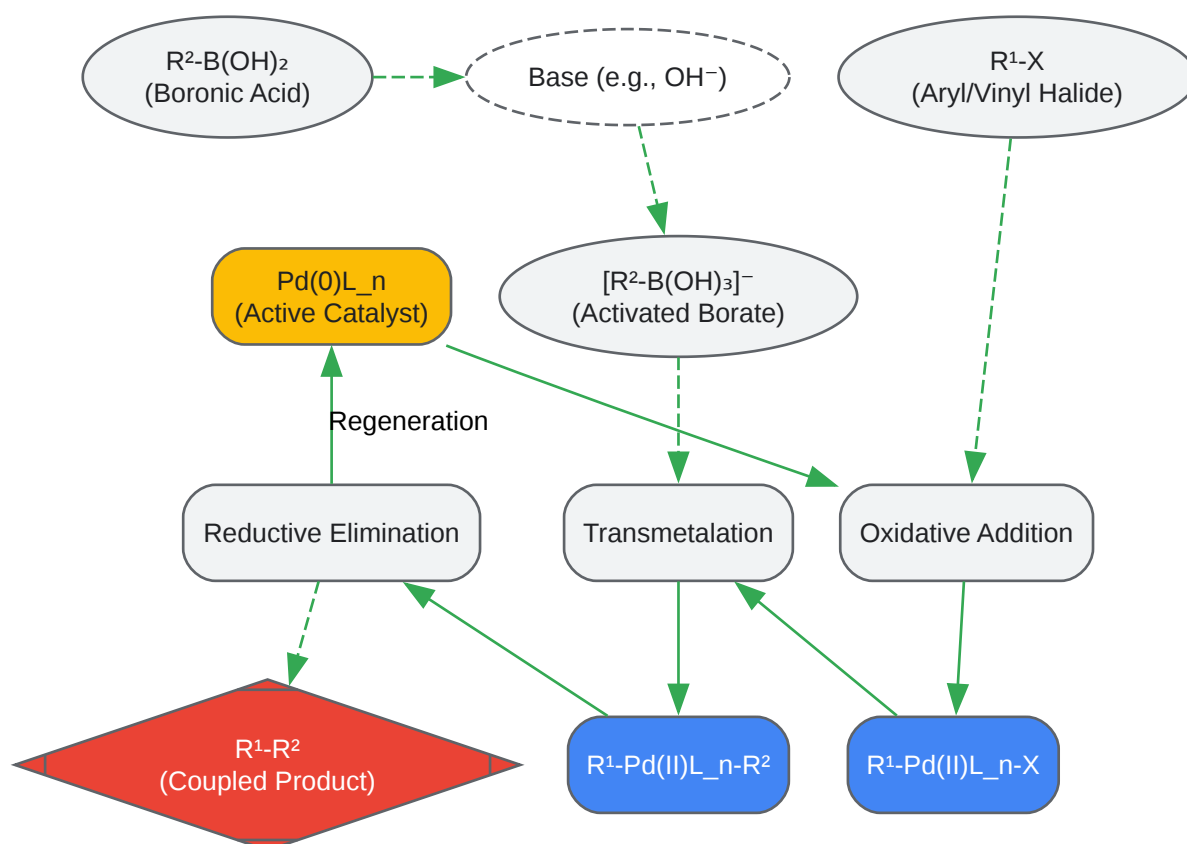 R²-B(OH)₂
(Boronic Acid)
Base (e.g., OH⁻)
R¹-X
(Aryl/Vinyl Halide)
Pd(0)L_n
(Active Catalyst)
[R²-B(OH)₃]⁻
(Activated Borate)
Regeneration
Reductive Elimination
Transmetalation
Oxidative Addition
R¹-R²
(Coupled Product)
R¹-Pd(II)L_n-R²
R¹-Pd(II)L_n-X